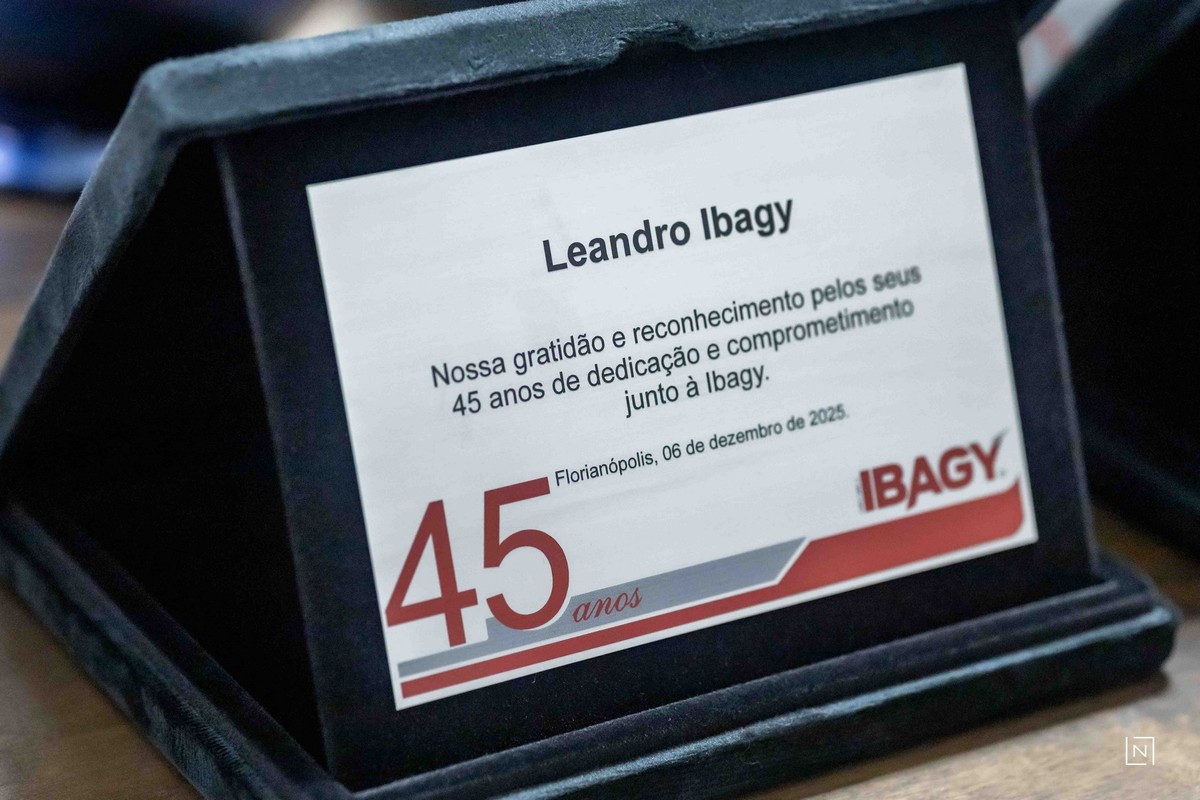 Leandro Ibagy
Nossa gratidão e reconhecimento pelos seus
45 anos de dedicação e comprometimento
junto à Ibagy.
Florianópolis, 06 de dezembro de 2025.
45 anos
IBAGY
N